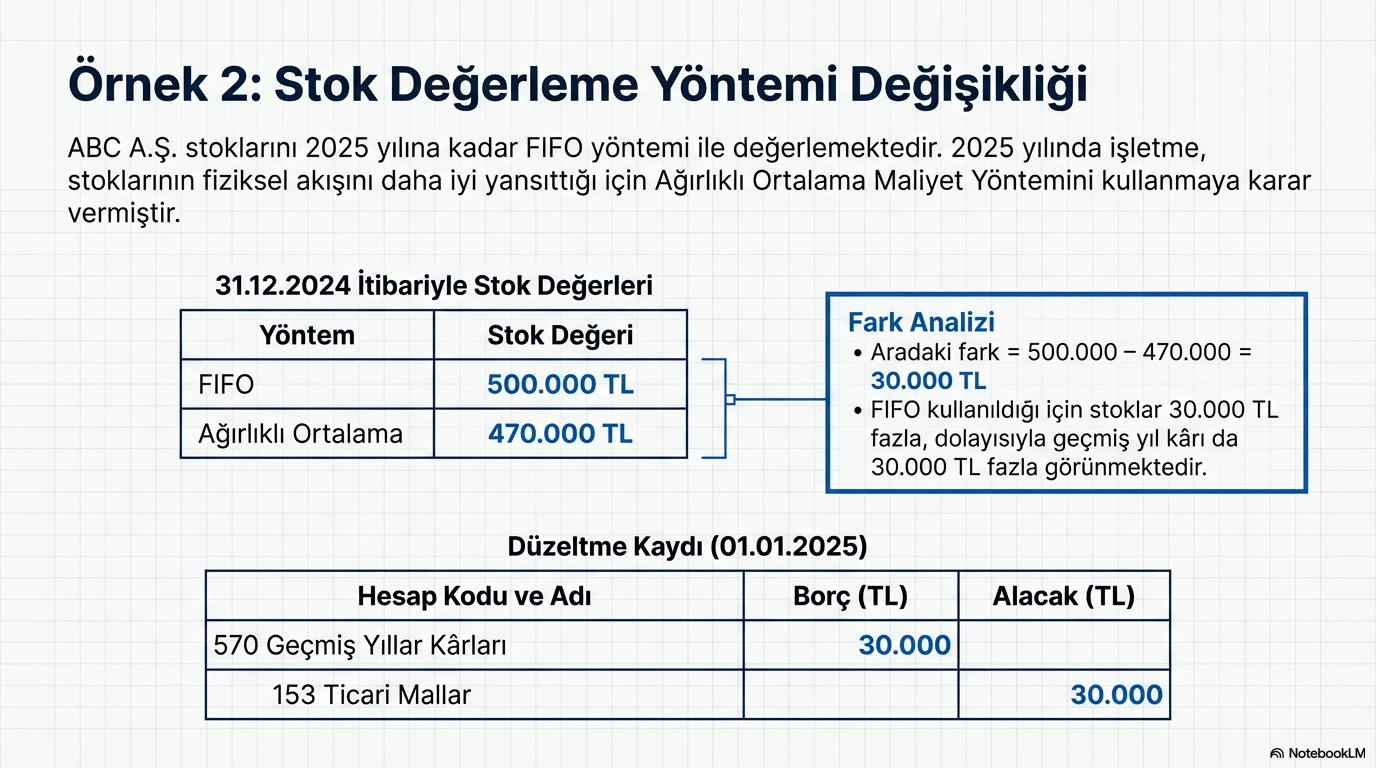 Örnek 2: Stok Değerleme Yöntemi Değişikliği
ABC A.Ş. stoklarını 2025 yılına kadar FIFO yöntemi ile değerlemektedir. 2025 yılında işletme,
stoklarının fiziksel akışını daha iyi yansıttığı için Ağırlıklı Ortalama Maliyet Yöntemini kullanmaya karar
vermiştir.
31.12.2024 İtibariyle Stok Değerleri
Yöntem Stok Değeri
FIFO 500.000 TL
Ağırlıklı Ortalama 470.000 TL
Fark Analizi
• Aradaki fark = 500.000 – 470.000 =
30.000 TL
• FIFO kullanıldığı için stoklar 30.000 TL
fazla, dolayısıyla geçmiş yıl kârı da
30.000 TL fazla görünmektedir.
Düzeltme Kaydı (01.01.2025)
Hesap Kodu ve Adı Borç (TL) Alacak (TL)
570 Geçmiş Yıllar Kârları 30.000
153 Ticari Mallar 30.000
NotebookLM